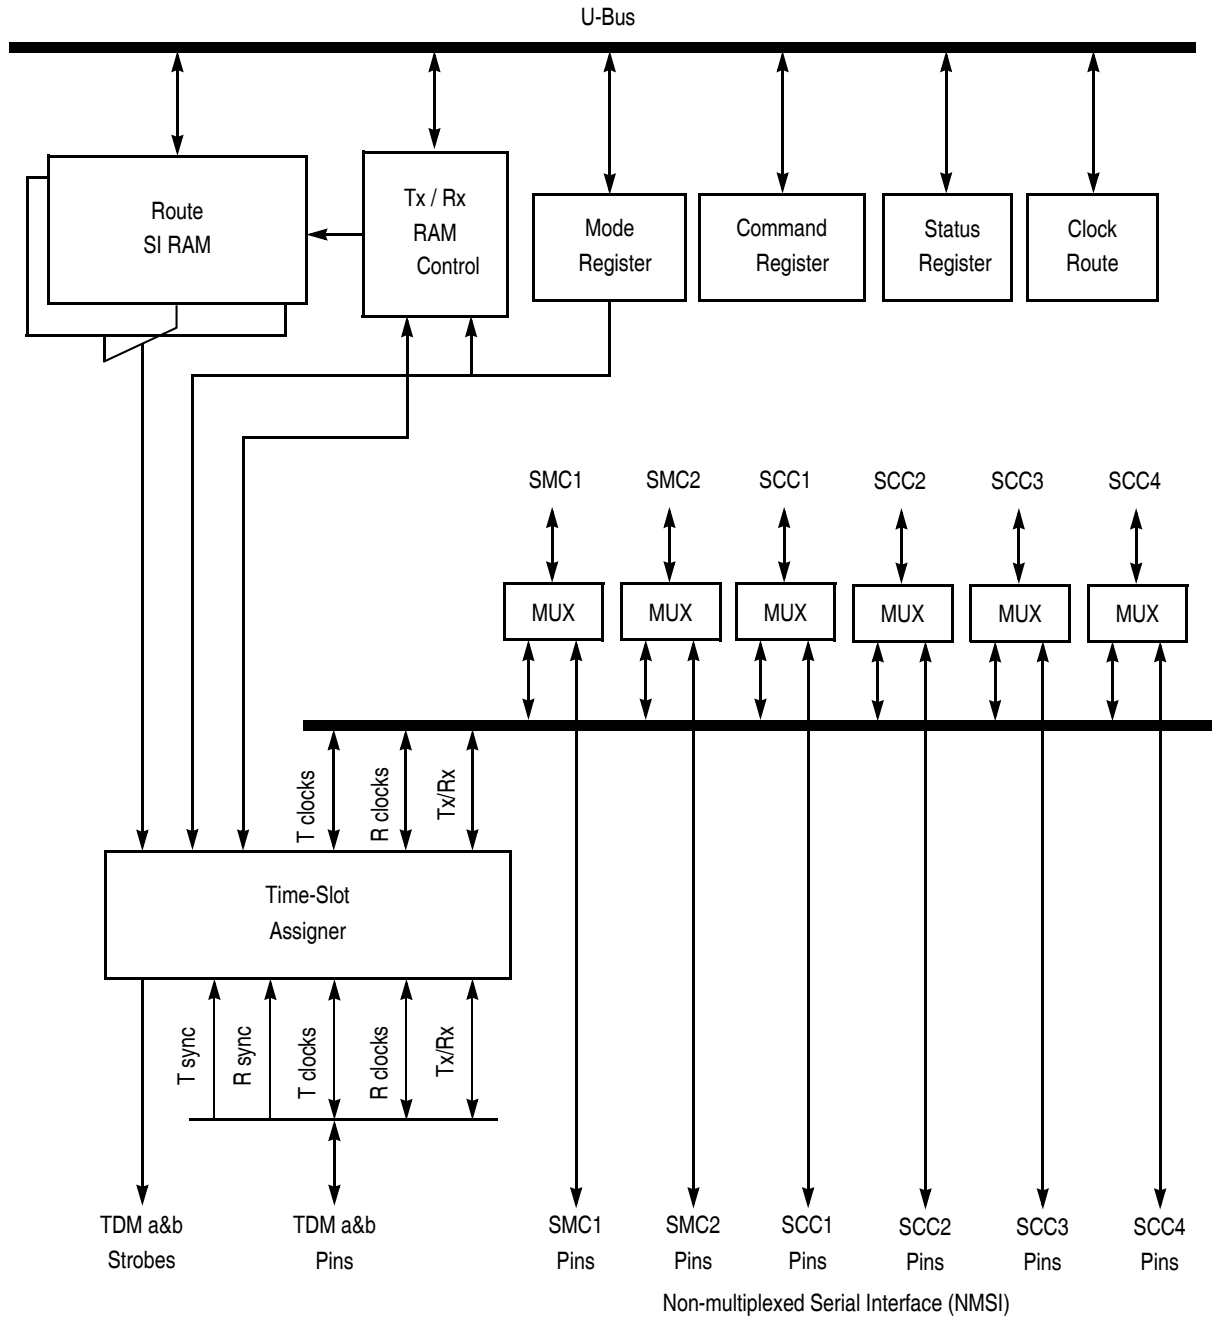 U-Bus
Route
SI RAM
Tx / Rx
RAM
Control
Mode
Register
Command
Register
Status
Register
Clock
Route
SMC1
SMC2
SCC1
SCC2
SCC3
SCC4
MUX
MUX
MUX
MUX
MUX
MUX
T clocks
R clocks
Tx/Rx
Time-Slot
Assigner
T sync
R sync
T clocks
R clocks
Tx/Rx
TDM a&b
Strobes
TDM a&b
Pins
SMC1
Pins
SMC2
Pins
SCC1
Pins
SCC2
Pins
SCC3
Pins
SCC4
Pins
Non-multiplexed Serial Interface (NMSI)